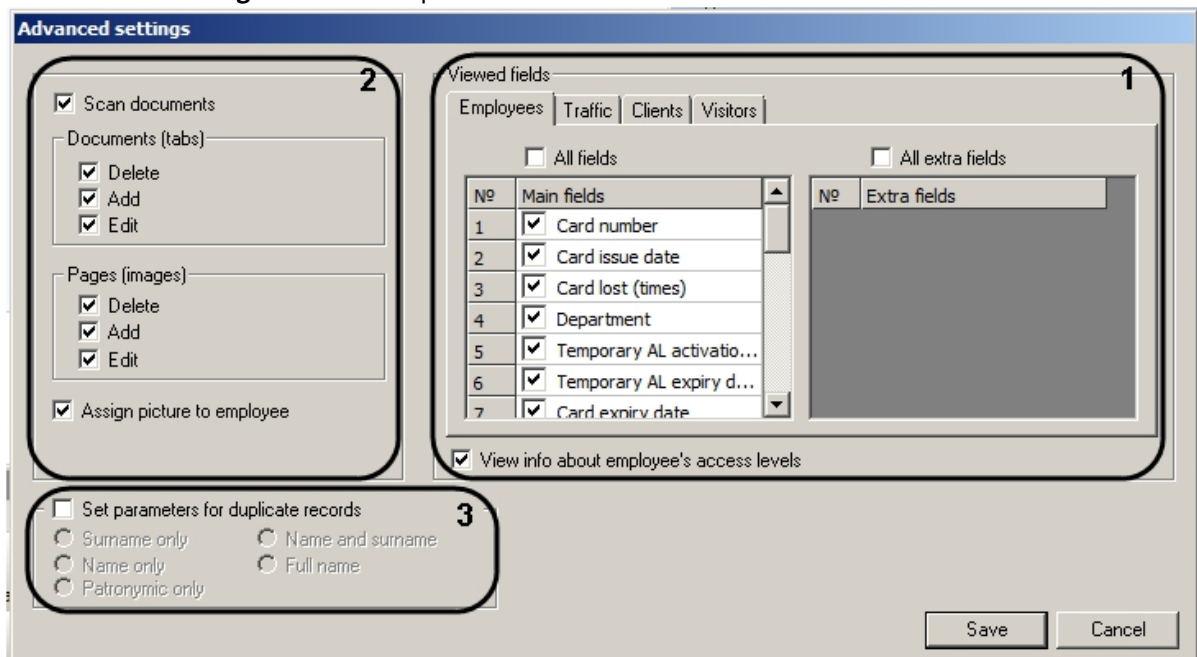 Advanced settings
2
Scan documents
Documents (tabs)
Delete
Add
Edit
Pages (images)
Delete
Add
Edit
Assign picture to employee
Viewed fields
1
Employees Traffic Clients Visitors
All fields All extra fields
Nº Main fields Nº Extra fields
1 Card number
2 Card issue date
3 Card lost (times)
4 Department
5 Temporary AL activatio...
6 Temporary AL expiry d...
7 Card expiry date
View info about employee's access levels
Set parameters for duplicate records 3
Surname only Name and surname
Name only Full name
Patronymic only
Save Cancel